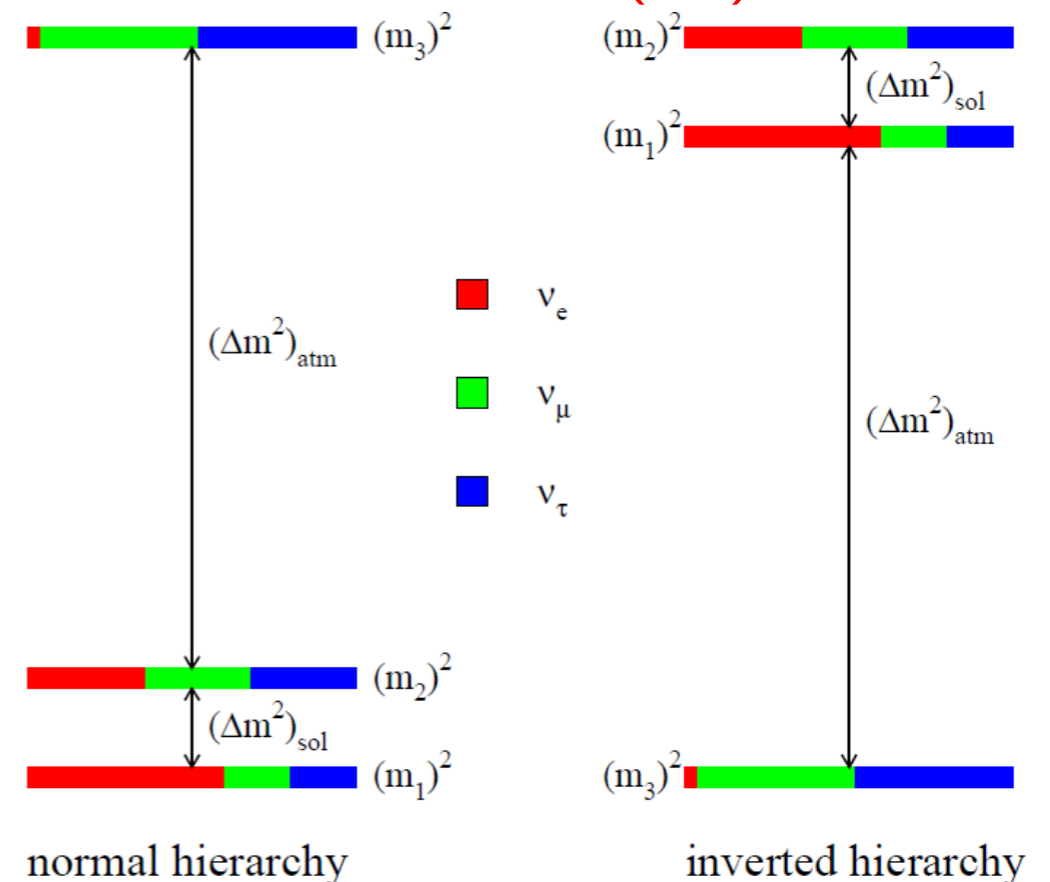 (m₃)²
(Δm²)atm
(m₂)²
(Δm²)sol
(m₁)²
normal hierarchy
νe
νμ
ντ
(m₂)²
(Δm²)sol
(m₁)²
(Δm²)atm
(m₃)²
inverted hierarchy